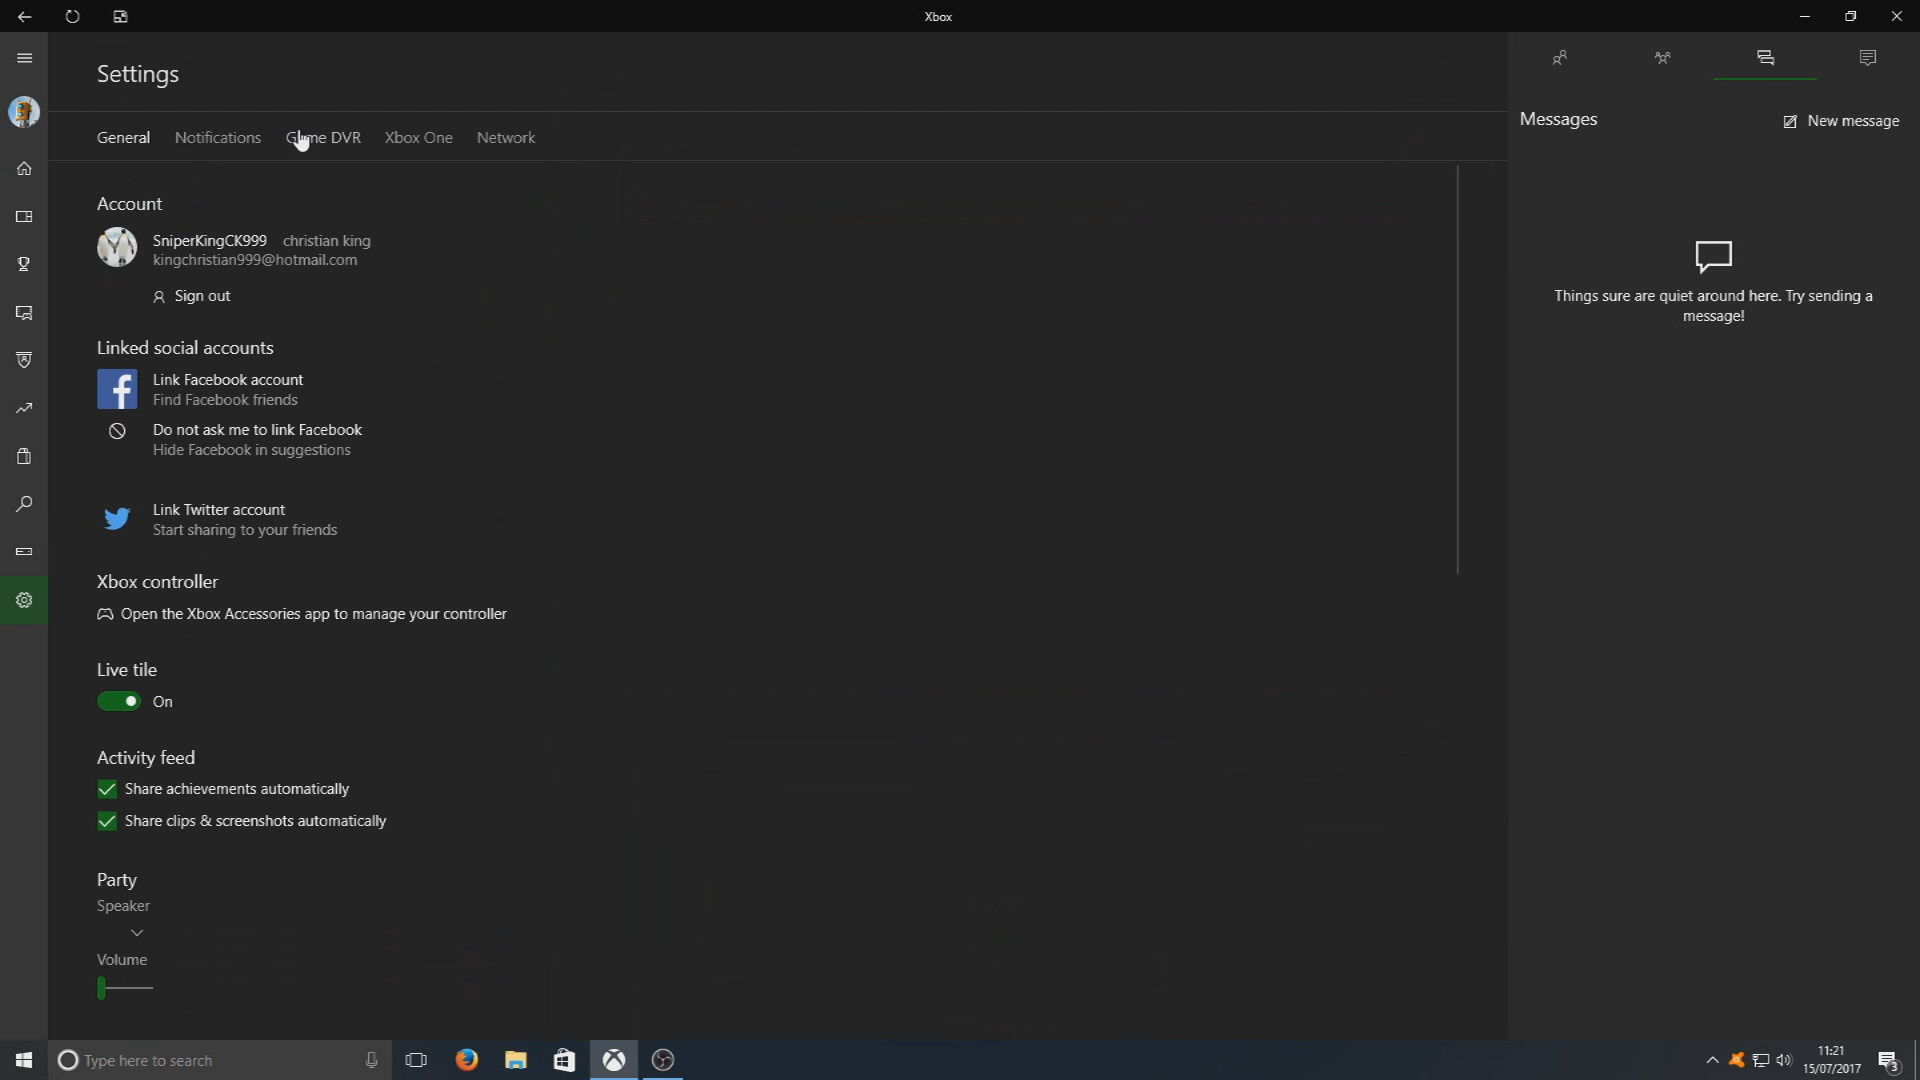 Xbox
Settings
General Notifications Game DVR Xbox One Network
Account
SniperKingCK999 christian king
kingchristian999@hotmail.com
Sign out
Linked social accounts
Link Facebook account
Find Facebook friends
Do not ask me to link Facebook
Hide Facebook in suggestions
Link Twitter account
Start sharing to your friends
Xbox controller
Open the Xbox Accessories app to manage your controller
Live tile
On
Activity feed
Share achievements automatically
Share clips & screenshots automatically
Party
Speaker
Volume
Messages
New message
Things sure are quiet around here. Try sending a
message!
Type here to search
11:21
15/07/2017
3